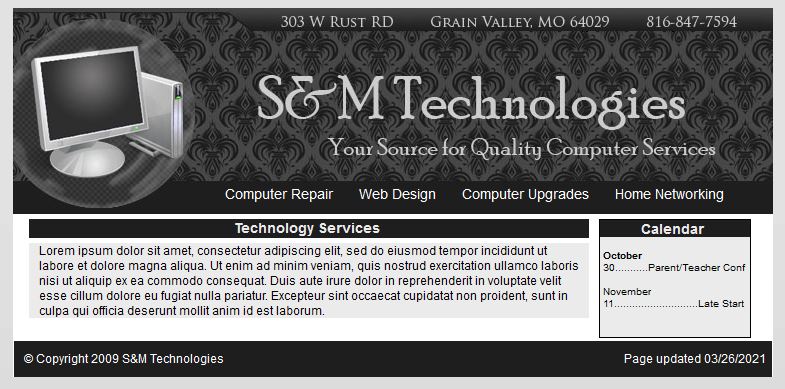 303 W Rust RD Grain Valley, MO 64029 816-847-7594
S&M Technologies
Your Source for Quality Computer Services
Computer Repair Web Design Computer Upgrades Home Networking
Technology Services
Lorem ipsum dolor sit amet, consectetur adipiscing elit, sed do eiusmod tempor incididunt ut
labore et dolore magna aliqua. Ut enim ad minim veniam, quis nostrud exercitation ullamco laboris
nisi ut aliquip ex ea commodo consequat. Duis aute irure dolor in reprehenderit in voluptate velit
esse cillum dolore eu fugiat nulla pariatur. Excepteur sint occaecat cupidatat non proident, sunt in
culpa qui officia deserunt mollit anim id est laborum.
Calendar
October
30...........Parent/Teacher Conf
November
11............................Late Start
© Copyright 2009 S&M Technologies
Page updated 03/26/2021